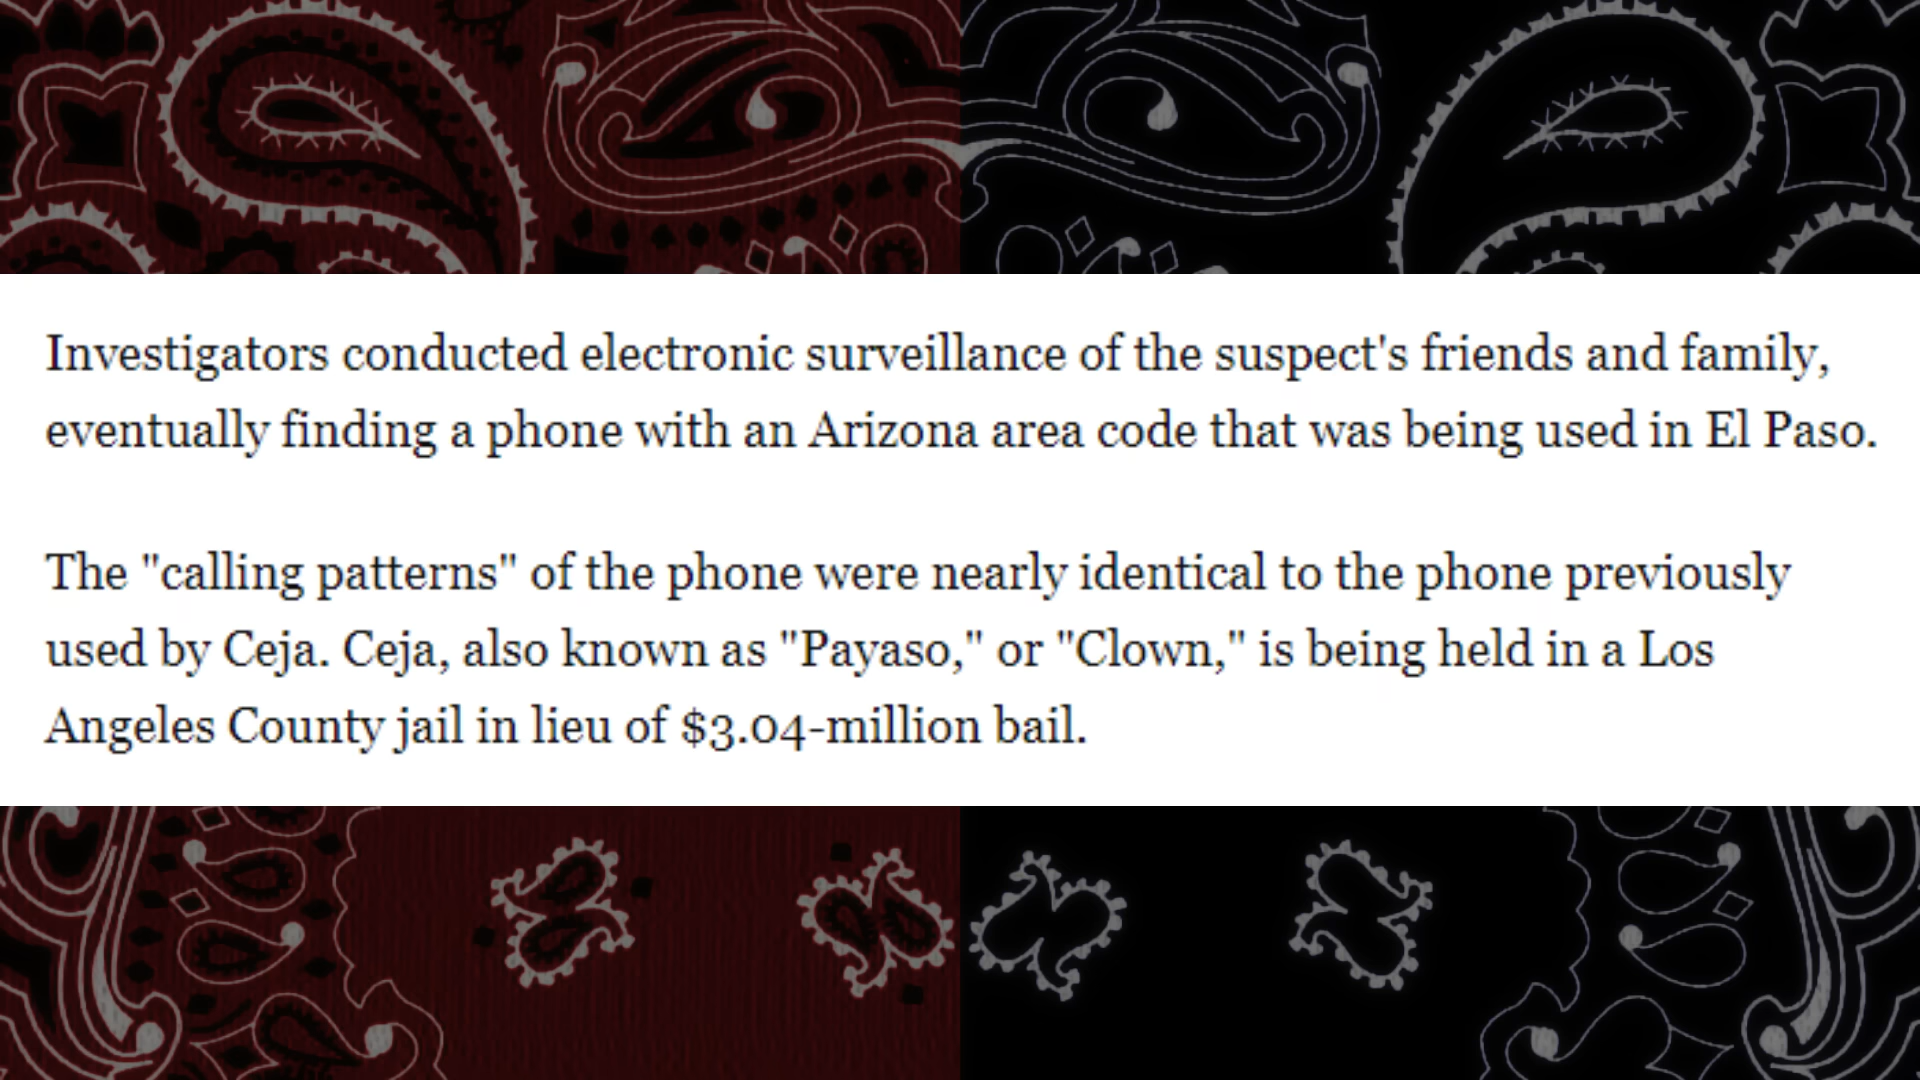 Investigators conducted electronic surveillance of the suspect's friends and family,
eventually finding a phone with an Arizona area code that was being used in El Paso.
The "calling patterns" of the phone were nearly identical to the phone previously
used by Ceja. Ceja, also known as "Payaso," or "Clown," is being held in a Los
Angeles County jail in lieu of $3.04-million bail.